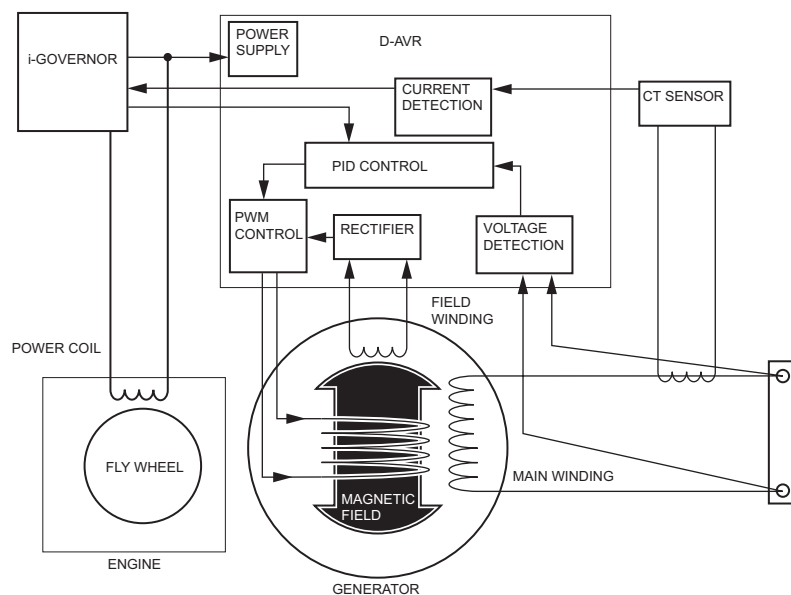 i-GOVERNOR
POWER
SUPPLY
D-AVR
CURRENT
DETECTION
CT SENSOR
PID CONTROL
PWM
CONTROL
RECTIFIER
VOLTAGE
DETECTION
FIELD
WINDING
POWER COIL
FLY WHEEL
MAIN WINDING
MAGNETIC
FIELD
ENGINE
GENERATOR